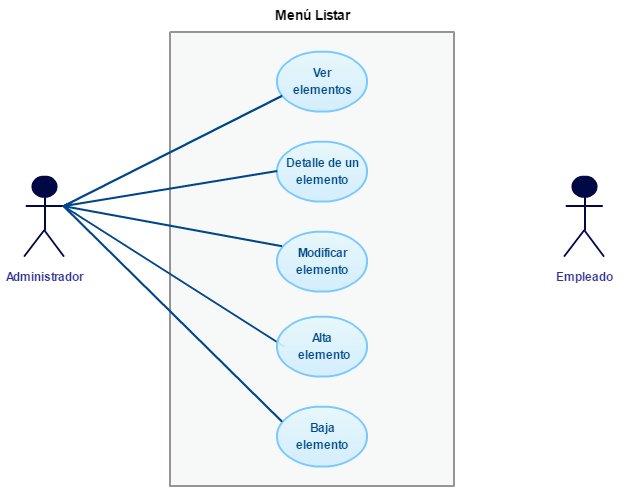 Menú Listar
Ver
elementos
Detalle de un
elemento
Modificar
elemento
Alta
elemento
Baja
elemento
Administrador
Empleado